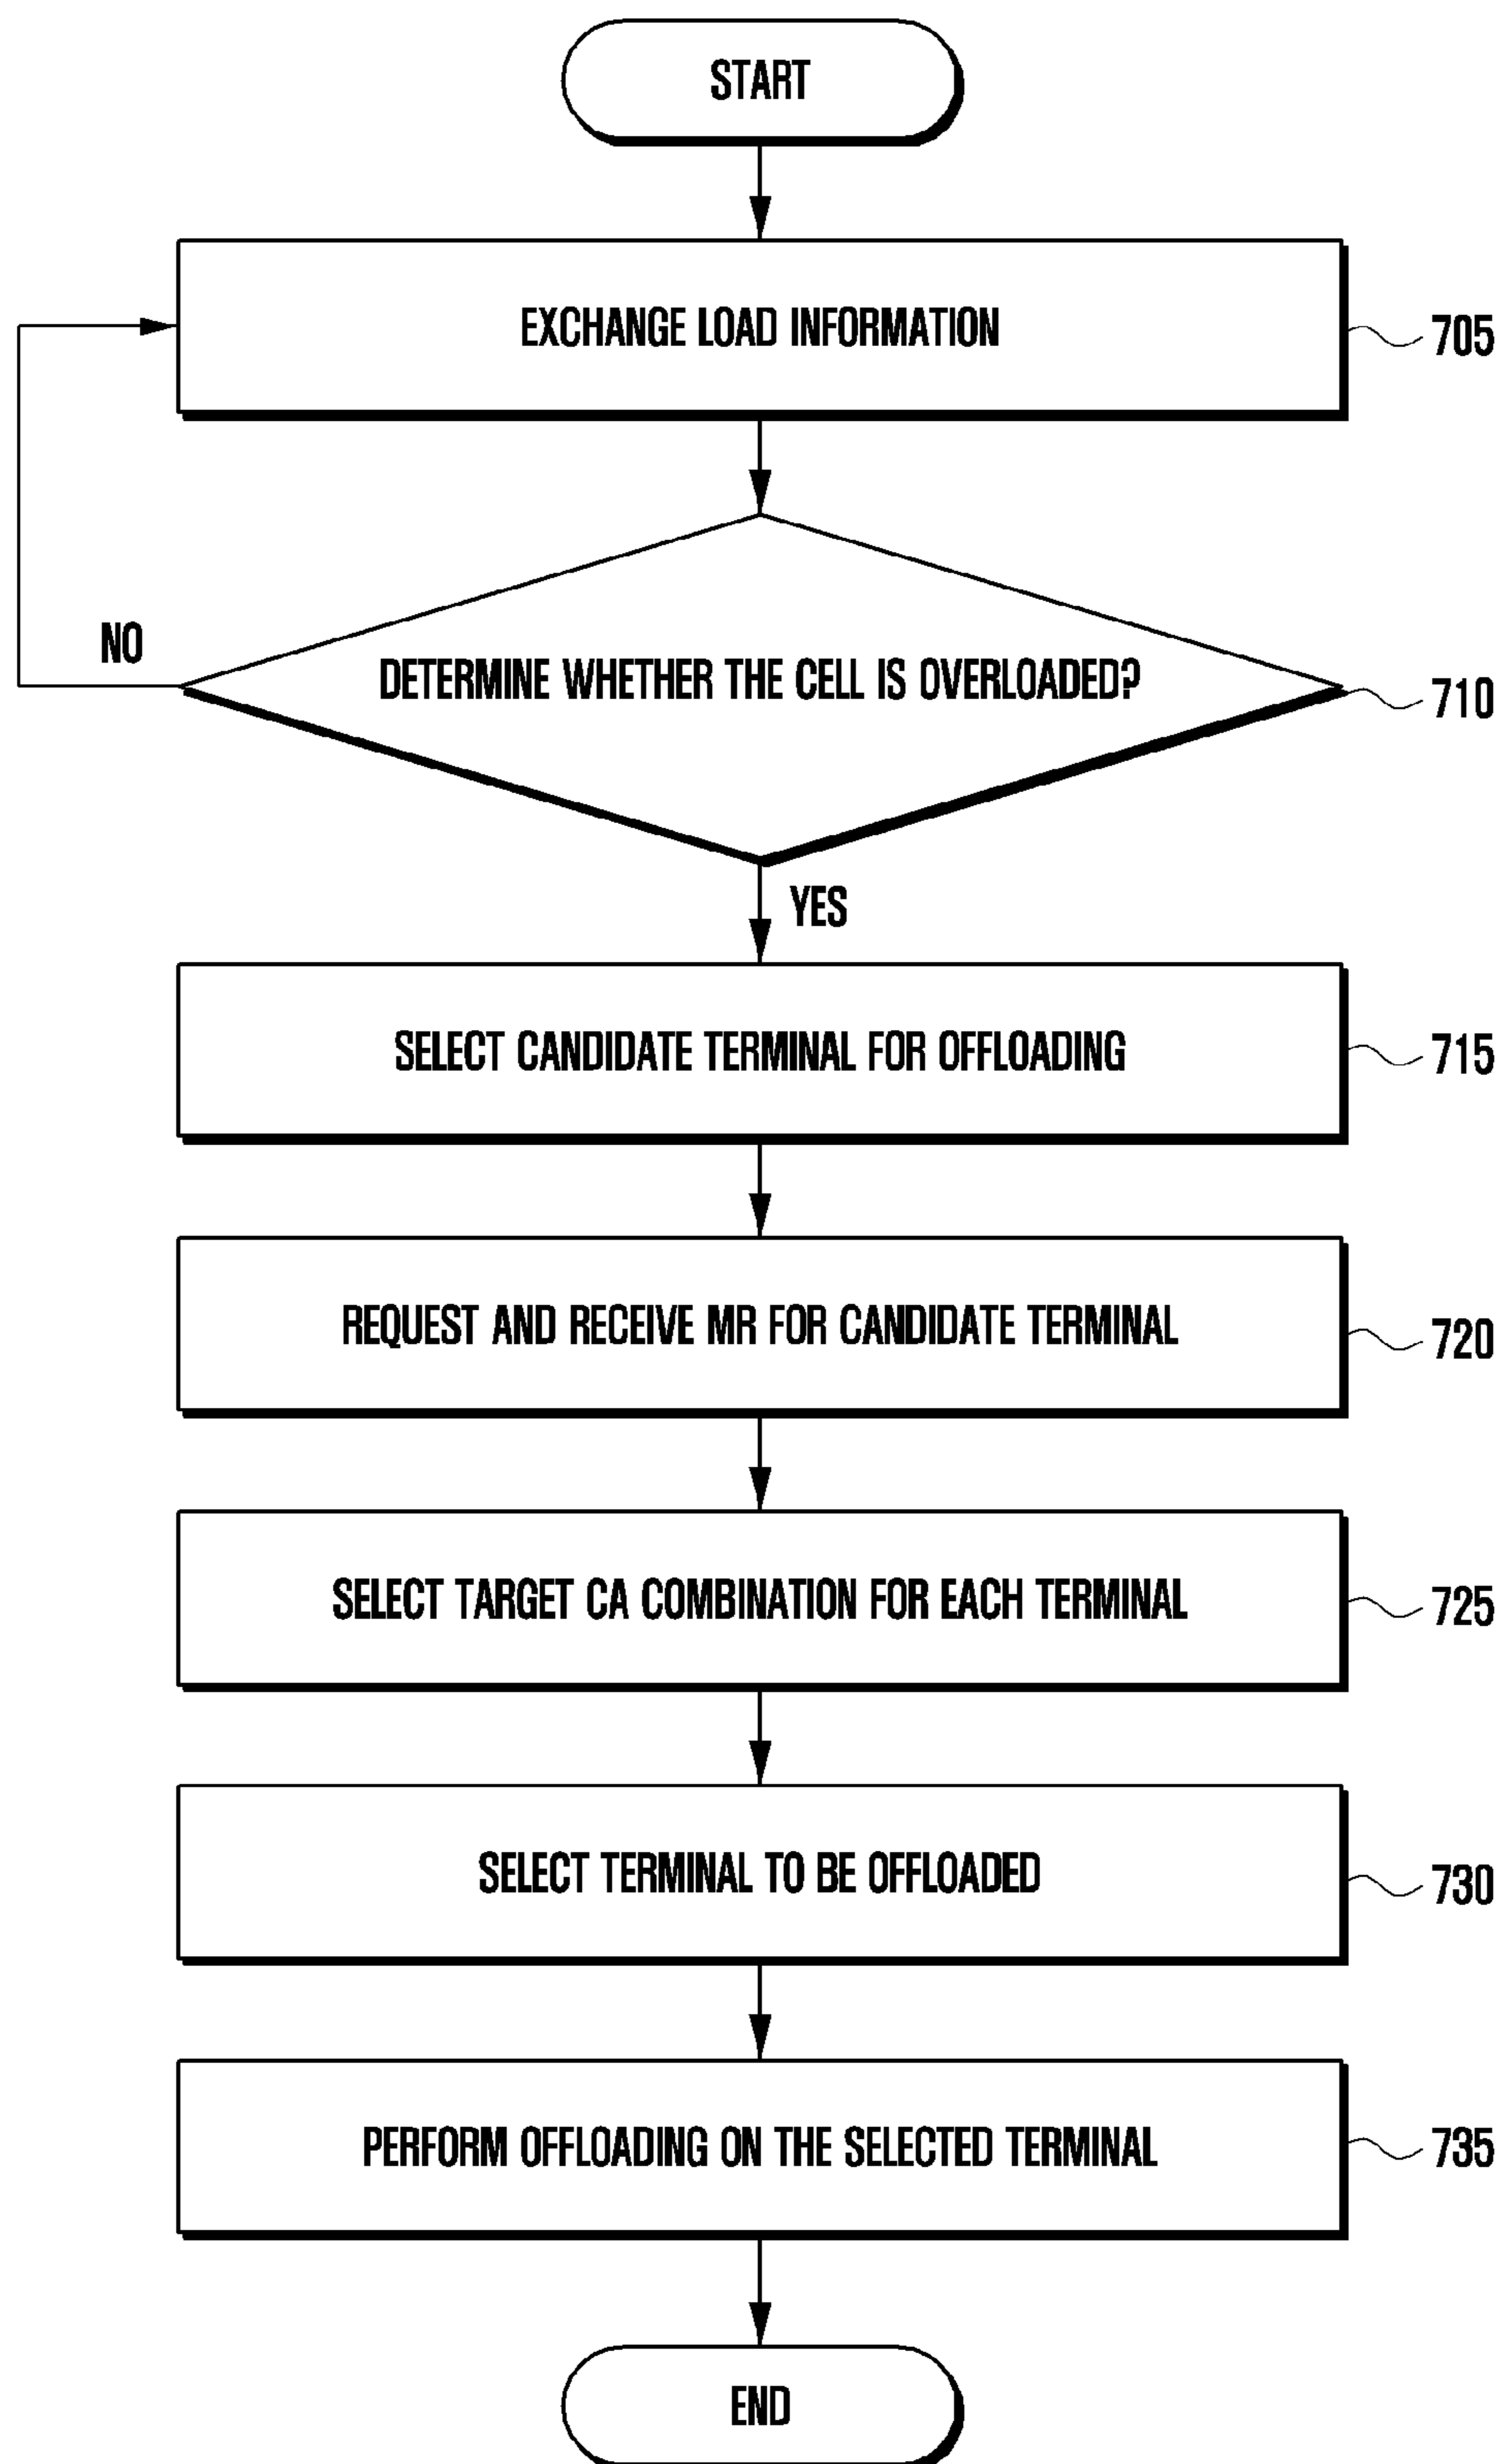 START
EXCHANGE LOAD INFORMATION
705
NO
DETERMINE WHETHER THE CELL IS OVERLOADED?
710
YES
SELECT CANDIDATE TERMINAL FOR OFFLOADING
715
REQUEST AND RECEIVE MR FOR CANDIDATE TERMINAL
720
SELECT TARGET CA COMBINATION FOR EACH TERMINAL
725
SELECT TERMINAL TO BE OFFLOADED
730
PERFORM OFFLOADING ON THE SELECTED TERMINAL
735
END